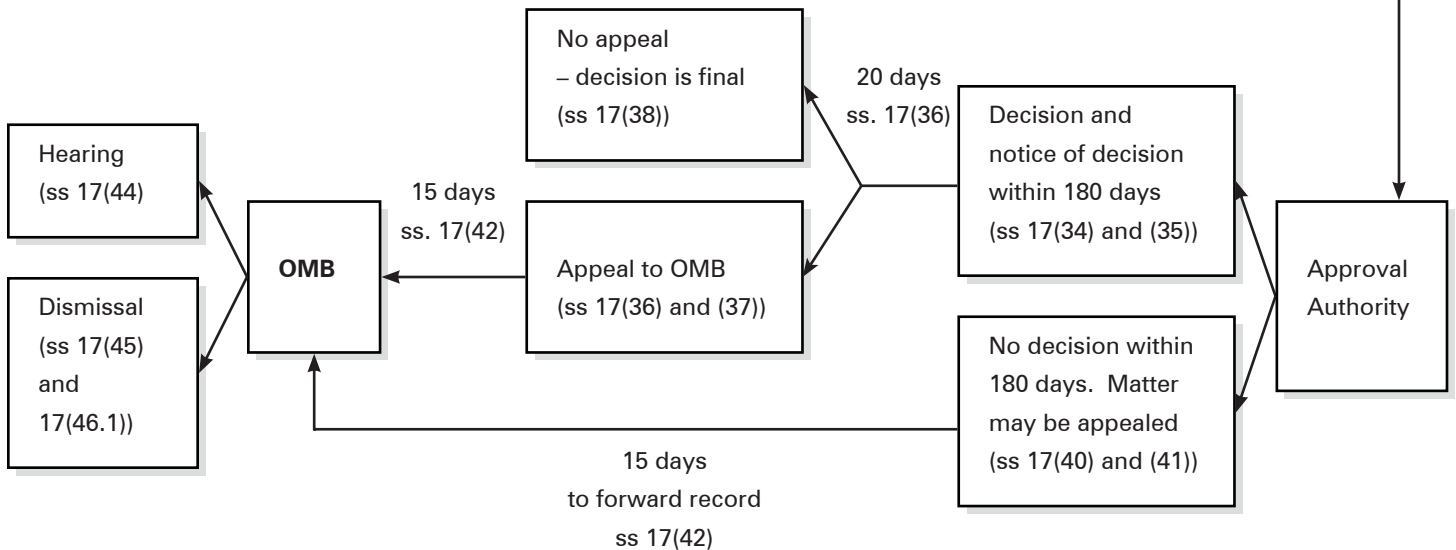 No appeal
– decision is final
(ss 17(38))
20 days
ss. 17(36)
Decision and
notice of decision
within 180 days
(ss 17(34) and (35))
Hearing
(ss 17(44)
15 days
ss. 17(42)
OMB
Appeal to OMB
(ss 17(36) and (37))
Approval
Authority
Dismissal
(ss 17(45)
and
17(46.1))
No decision within
180 days.  Matter
may be appealed
(ss 17(40) and (41))
15 days
to forward record
ss 17(42)